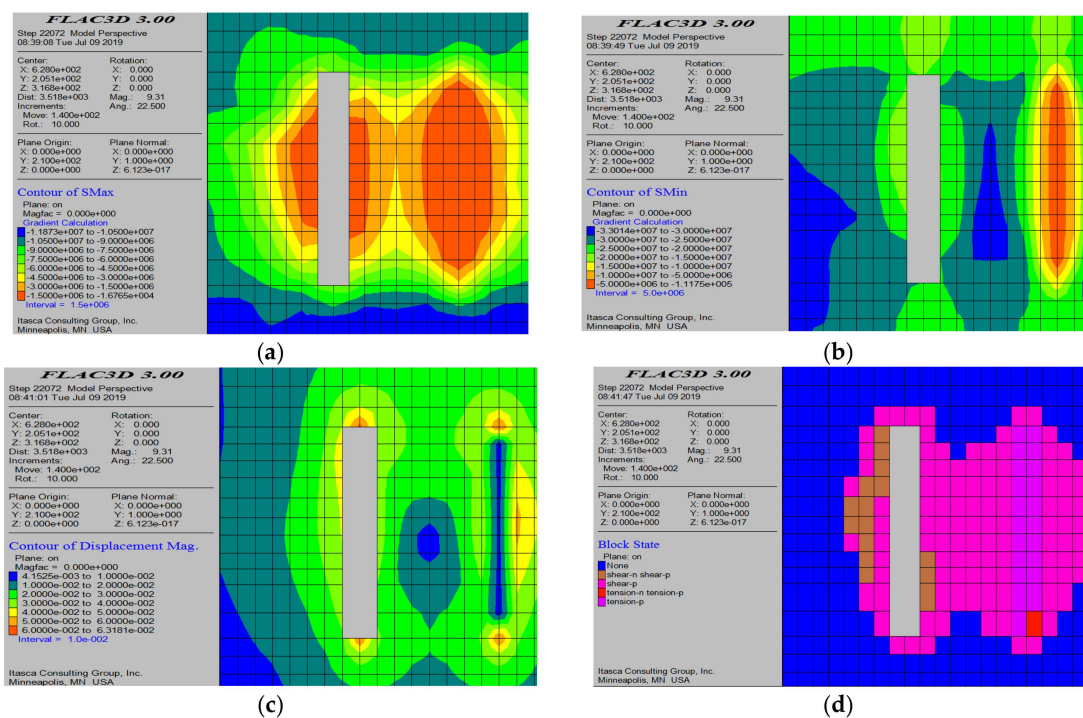 FLAC3D 3.00
Step 22072 Model Perspective
08:39:08 Tue Jul 09 2019
Center: Rotation:
X: 6.280e+002 X: 0.000
Y: 2.051e+002 Y: 0.000
Z: 3.168e+002 Z: 0.000
Dist: 3.518e+003 Mag.: 9.31
Increments: Ang.: 22.500
Move: 1.400e+002
Rot.: 10.000
Plane Origin: Plane Normal:
X: 0.000e+000 X: 0.000e+000
Y: 2.100e+002 Y: 1.000e+000
Z: 0.000e+000 Z: 6.123e-017
Contour of SMax
Plane: on
Magfac = 0.000e+000
Gradient Calculation
-1.1873e+007 to -1.0500e+007
-1.0500e+007 to -9.0000e+006
-9.0000e+006 to -7.5000e+006
-7.5000e+006 to -6.0000e+006
-6.0000e+006 to -4.5000e+006
-4.5000e+006 to -3.0000e+006
-3.0000e+006 to -1.5000e+006
-1.5000e+006 to -1.6765e+004
Interval = 1.5e+006
Itasca Consulting Group, Inc.
Minneapolis, MN USA
(a)
FLAC3D 3.00
Step 22072 Model Perspective
08:39:49 Tue Jul 09 2019
Center: Rotation:
X: 6.280e+002 X: 0.000
Y: 2.051e+002 Y: 0.000
Z: 3.168e+002 Z: 0.000
Dist: 3.518e+003 Mag.: 9.31
Increments: Ang.: 22.500
Move: 1.400e+002
Rot.: 10.000
Plane Origin: Plane Normal:
X: 0.000e+000 X: 0.000e+000
Y: 2.100e+002 Y: 1.000e+000
Z: 0.000e+000 Z: 6.123e-017
Contour of SMin
Plane: on
Magfac = 0.000e+000
Gradient Calculation
-3.3014e+007 to -3.0000e+007
-3.0000e+007 to -2.5000e+007
-2.5000e+007 to -2.0000e+007
-2.0000e+007 to -1.5000e+007
-1.5000e+007 to -1.0000e+007
-1.0000e+007 to -5.0000e+006
-5.0000e+006 to -1.1175e+005
Interval = 5.0e+006
Itasca Consulting Group, Inc.
Minneapolis, MN USA
(b)
FLAC3D 3.00
Step 22072 Model Perspective
08:41:01 Tue Jul 09 2019
Center: Rotation:
X: 6.280e+002 X: 0.000
Y: 2.051e+002 Y: 0.000
Z: 3.168e+002 Z: 0.000
Dist: 3.518e+003 Mag.: 9.31
Increments: Ang.: 22.500
Move: 1.400e+002
Rot.: 10.000
Plane Origin: Plane Normal:
X: 0.000e+000 X: 0.000e+000
Y: 2.100e+002 Y: 1.000e+000
Z: 0.000e+000 Z: 6.123e-017
Contour of Displacement Mag.
Plane: on
Magfac = 0.000e+000
4.1525e-003 to 1.0000e-002
1.0000e-002 to 2.0000e-002
2.0000e-002 to 3.0000e-002
3.0000e-002 to 4.0000e-002
4.0000e-002 to 5.0000e-002
5.0000e-002 to 6.0000e-002
6.0000e-002 to 6.3181e-002
Interval = 1.0e-002
Itasca Consulting Group, Inc.
Minneapolis, MN USA
(c)
FLAC3D 3.00
Step 22072 Model Perspective
08:41:47 Tue Jul 09 2019
Center: Rotation:
X: 6.280e+002 X: 0.000
Y: 2.051e+002 Y: 0.000
Z: 3.168e+002 Z: 0.000
Dist: 3.518e+003 Mag.: 9.31
Increments: Ang.: 22.500
Move: 1.400e+002
Rot.: 10.000
Plane Origin: Plane Normal:
X: 0.000e+000 X: 0.000e+000
Y: 2.100e+002 Y: 1.000e+000
Z: 0.000e+000 Z: 6.123e-017
Block State
Plane: on
None
shear-n shear-p
shear-p
tension-n tension-p
tension-p
Itasca Consulting Group, Inc.
Minneapolis, MN USA
(d)